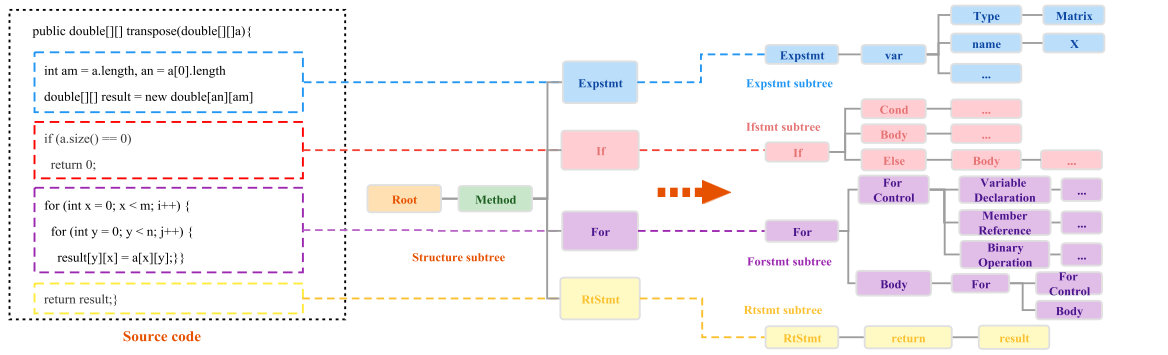 public double[][] transpose(double[][]a){
int am = a.length, an = a[0].length
double[][] result = new double[an][am]
if (a.size() == 0)
return 0;
for (int x = 0; x < m; i++) {
for (int y = 0; y < n; j++) {
result[y][x] = a[x][y];}}
return result;}
Source code
Root
Method
Structure subtree
Expstmt
If
For
RtStmt
Expstmt
var
Type
Matrix
name
X
...
Expstmt subtree
Ifstmt subtree
If
Cond
...
Body
...
Else
Body
...
For
For
Control
Variable
Declaration
...
Member
Reference
...
Binary
Operation
...
Forstmt subtree
Body
For
For
Control
Body
Rtstmt subtree
RtStmt
return
result